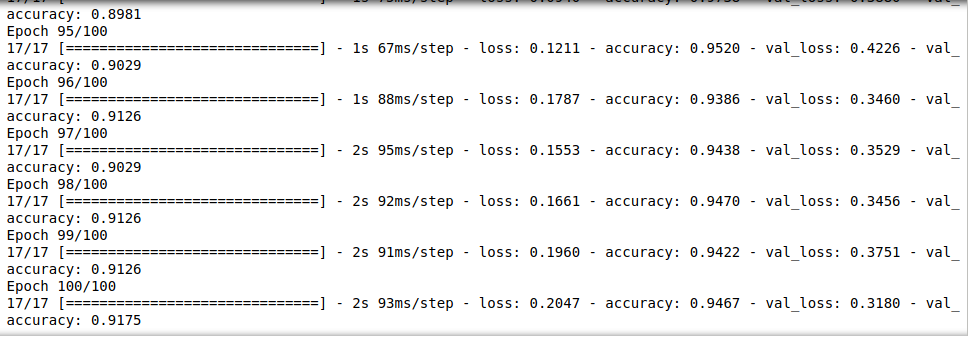 accuracy: 0.8981
Epoch 95/100
17/17 [==============================] - 1s 67ms/step - loss: 0.1211 - accuracy: 0.9520 - val_loss: 0.4226 - val_
accuracy: 0.9029
Epoch 96/100
17/17 [==============================] - 1s 88ms/step - loss: 0.1787 - accuracy: 0.9386 - val_loss: 0.3460 - val_
accuracy: 0.9126
Epoch 97/100
17/17 [==============================] - 2s 95ms/step - loss: 0.1553 - accuracy: 0.9438 - val_loss: 0.3529 - val_
accuracy: 0.9029
Epoch 98/100
17/17 [==============================] - 2s 92ms/step - loss: 0.1661 - accuracy: 0.9470 - val_loss: 0.3456 - val_
accuracy: 0.9126
Epoch 99/100
17/17 [==============================] - 2s 91ms/step - loss: 0.1960 - accuracy: 0.9422 - val_loss: 0.3751 - val_
accuracy: 0.9126
Epoch 100/100
17/17 [==============================] - 2s 93ms/step - loss: 0.2047 - accuracy: 0.9467 - val_loss: 0.3180 - val_
accuracy: 0.9175